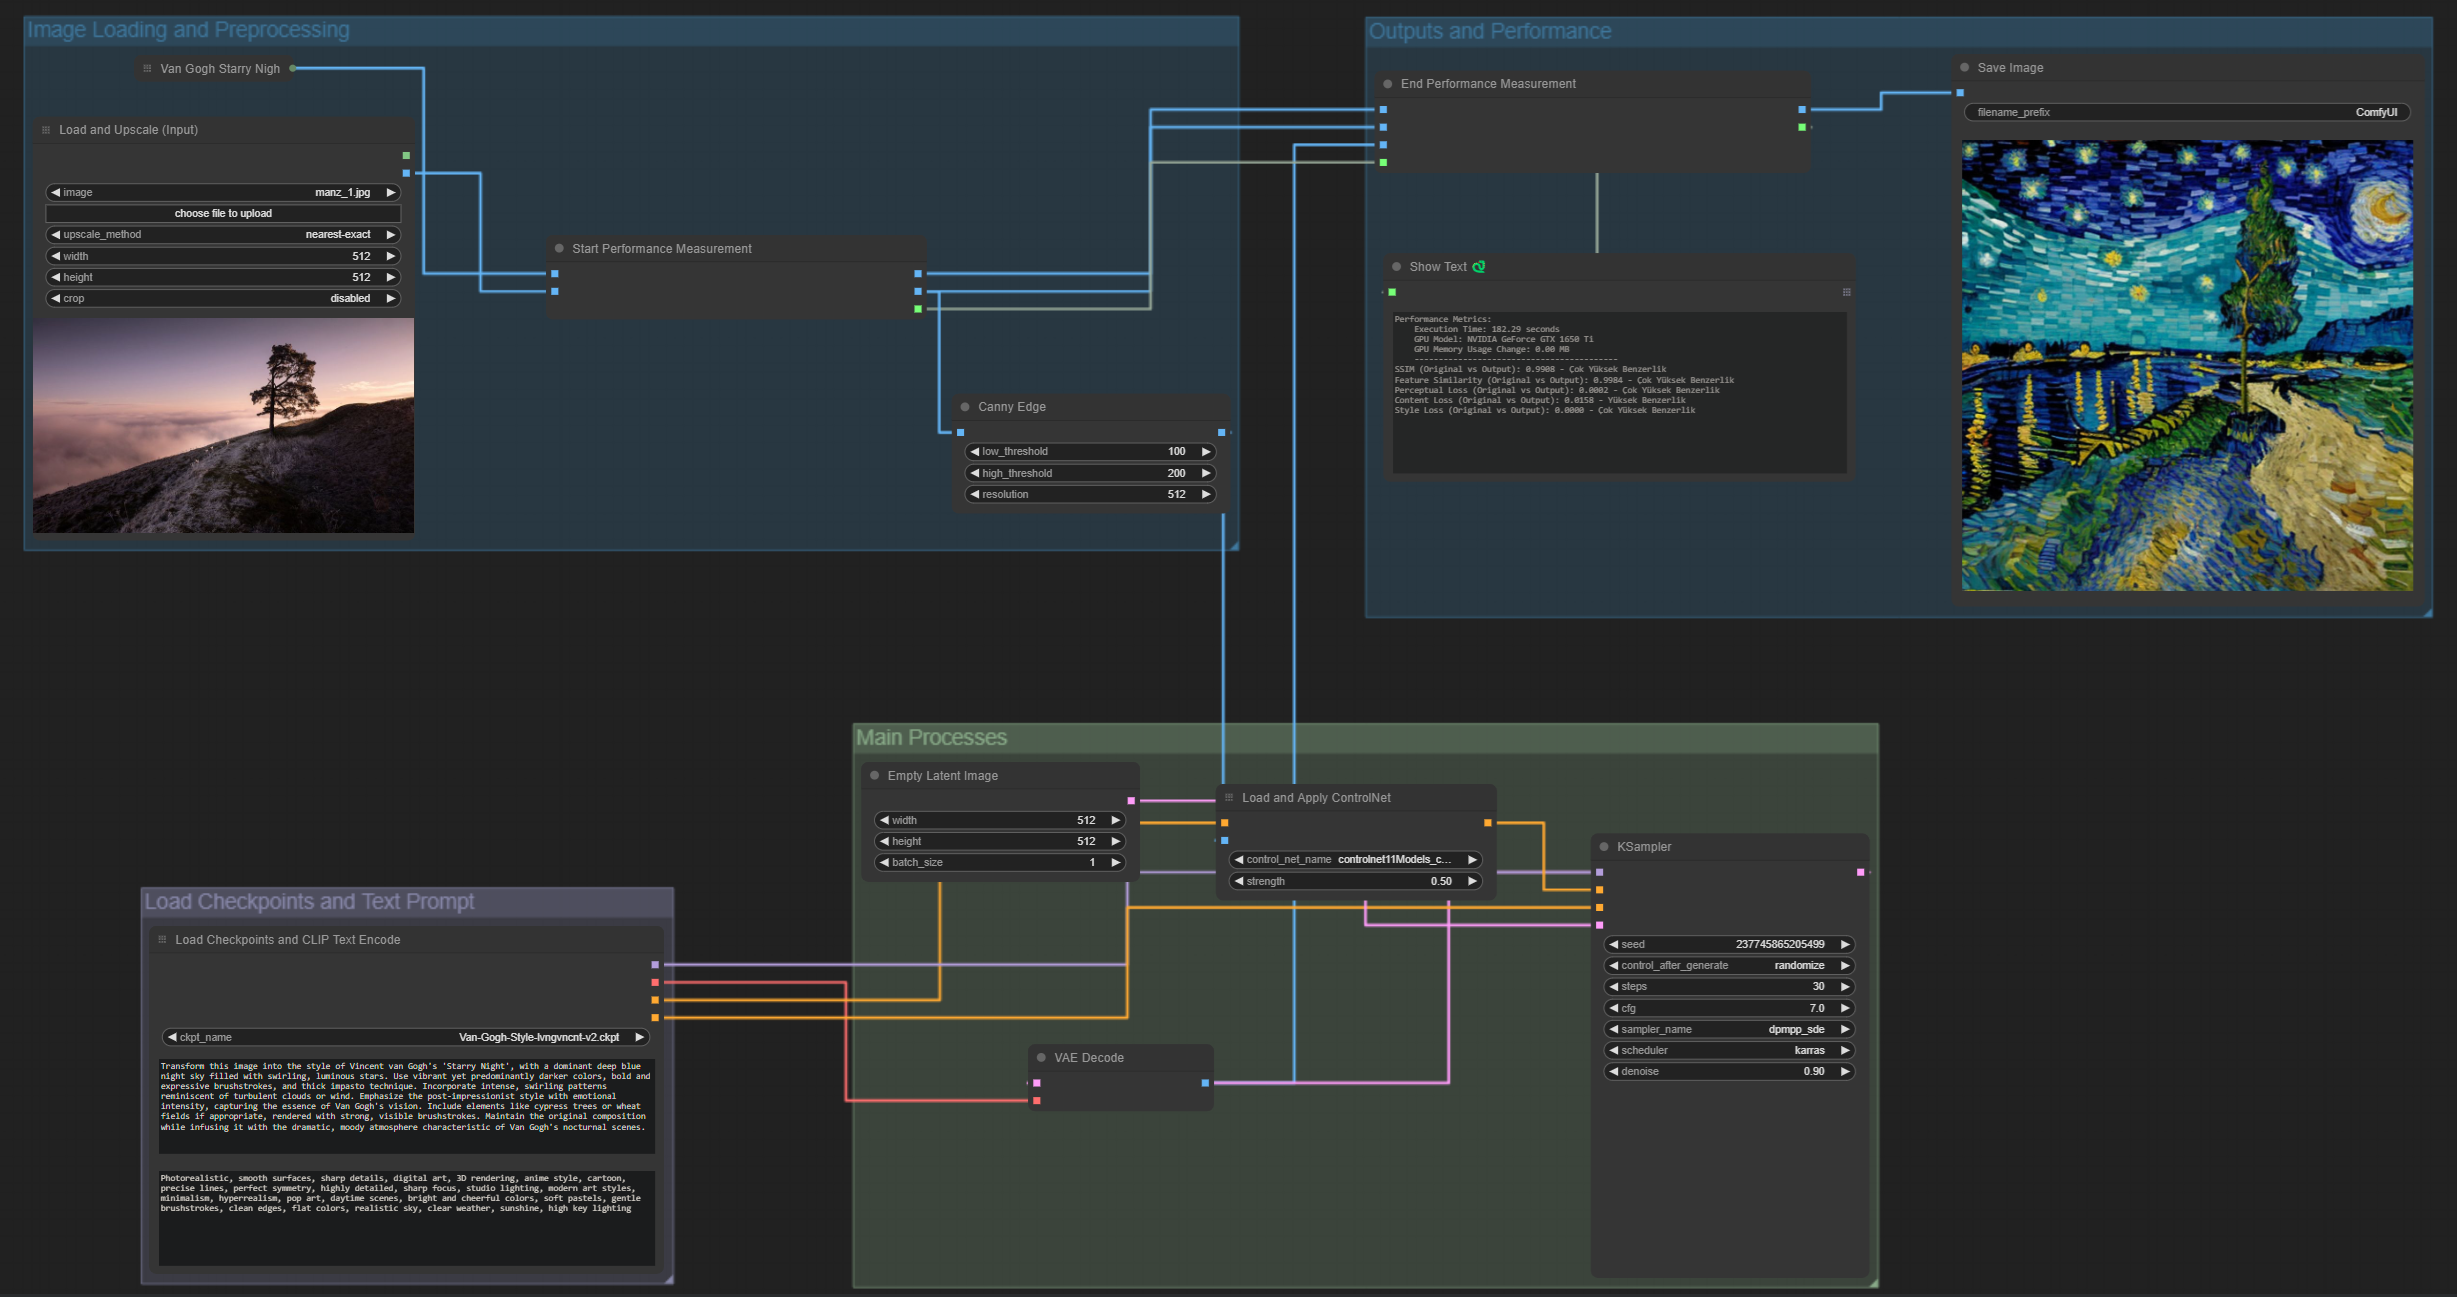 Image Loading and Preprocessing
Van Gogh Starry Nigh
Load and Upscale (Input)
image manz_1.jpg
choose file to upload
upscale_method nearest-exact
width 512
height 512
crop disabled
Start Performance Measurement
Canny Edge
low_threshold 100
high_threshold 200
resolution 512
Outputs and Performance
End Performance Measurement
Show Text
Performance Metrics:
Execution Time: 182.29 seconds
GPU Model: NVIDIA GeForce GTX 1650 Ti
GPU Memory Usage Change: 0.00 MB
--------------------------------------------
SSIM (Original vs Output): 0.9908 - Çok Yüksek Benzerlik
Feature Similarity (Original vs Output): 0.9984 - Çok Yüksek Benzerlik
Perceptual Loss (Original vs Output): 0.0002 - Çok Yüksek Benzerlik
Content Loss (Original vs Output): 0.0158 - Yüksek Benzerlik
Style Loss (Original vs Output): 0.0000 - Çok Yüksek Benzerlik
Save Image
filename_prefix ComfyUI
Load Checkpoints and Text Prompt
Load Checkpoints and CLIP Text Encode
ckpt_name Van-Gogh-Style-lvngvncnt-v2.ckpt
Transform this image into the style of Vincent van Gogh's 'Starry Night', with a dominant deep blue
night sky filled with swirling, luminous stars. Use vibrant yet predominantly darker colors, bold and
expressive brushstrokes, and thick impasto technique. Incorporate intense, swirling patterns
reminiscent of turbulent clouds or wind. Emphasize the post-impressionist style with emotional
intensity, capturing the essence of Van Gogh's vision. Include elements like cypress trees or wheat
fields if appropriate, rendered with strong, visible brushstrokes. Maintain the original composition
while infusing it with the dramatic, moody atmosphere characteristic of Van Gogh's nocturnal scenes.
Photorealistic, smooth surfaces, sharp details, digital art, 3D rendering, anime style, cartoon,
precise lines, perfect symmetry, highly detailed, sharp focus, studio lighting, modern art styles,
minimalism, hyperrealism, pop art, daytime scenes, bright and cheerful colors, soft pastels, gentle
brushstrokes, clean edges, flat colors, realistic sky, clear weather, sunshine, high key lighting
Main Processes
Empty Latent Image
width 512
height 512
batch_size 1
Load and Apply ControlNet
control_net_name controlnet11Models_c...
strength 0.50
VAE Decode
KSampler
seed 237745865205499
control_after_generate randomize
steps 30
cfg 7.0
sampler_name dpmpp_sde
scheduler karras
denoise 0.90